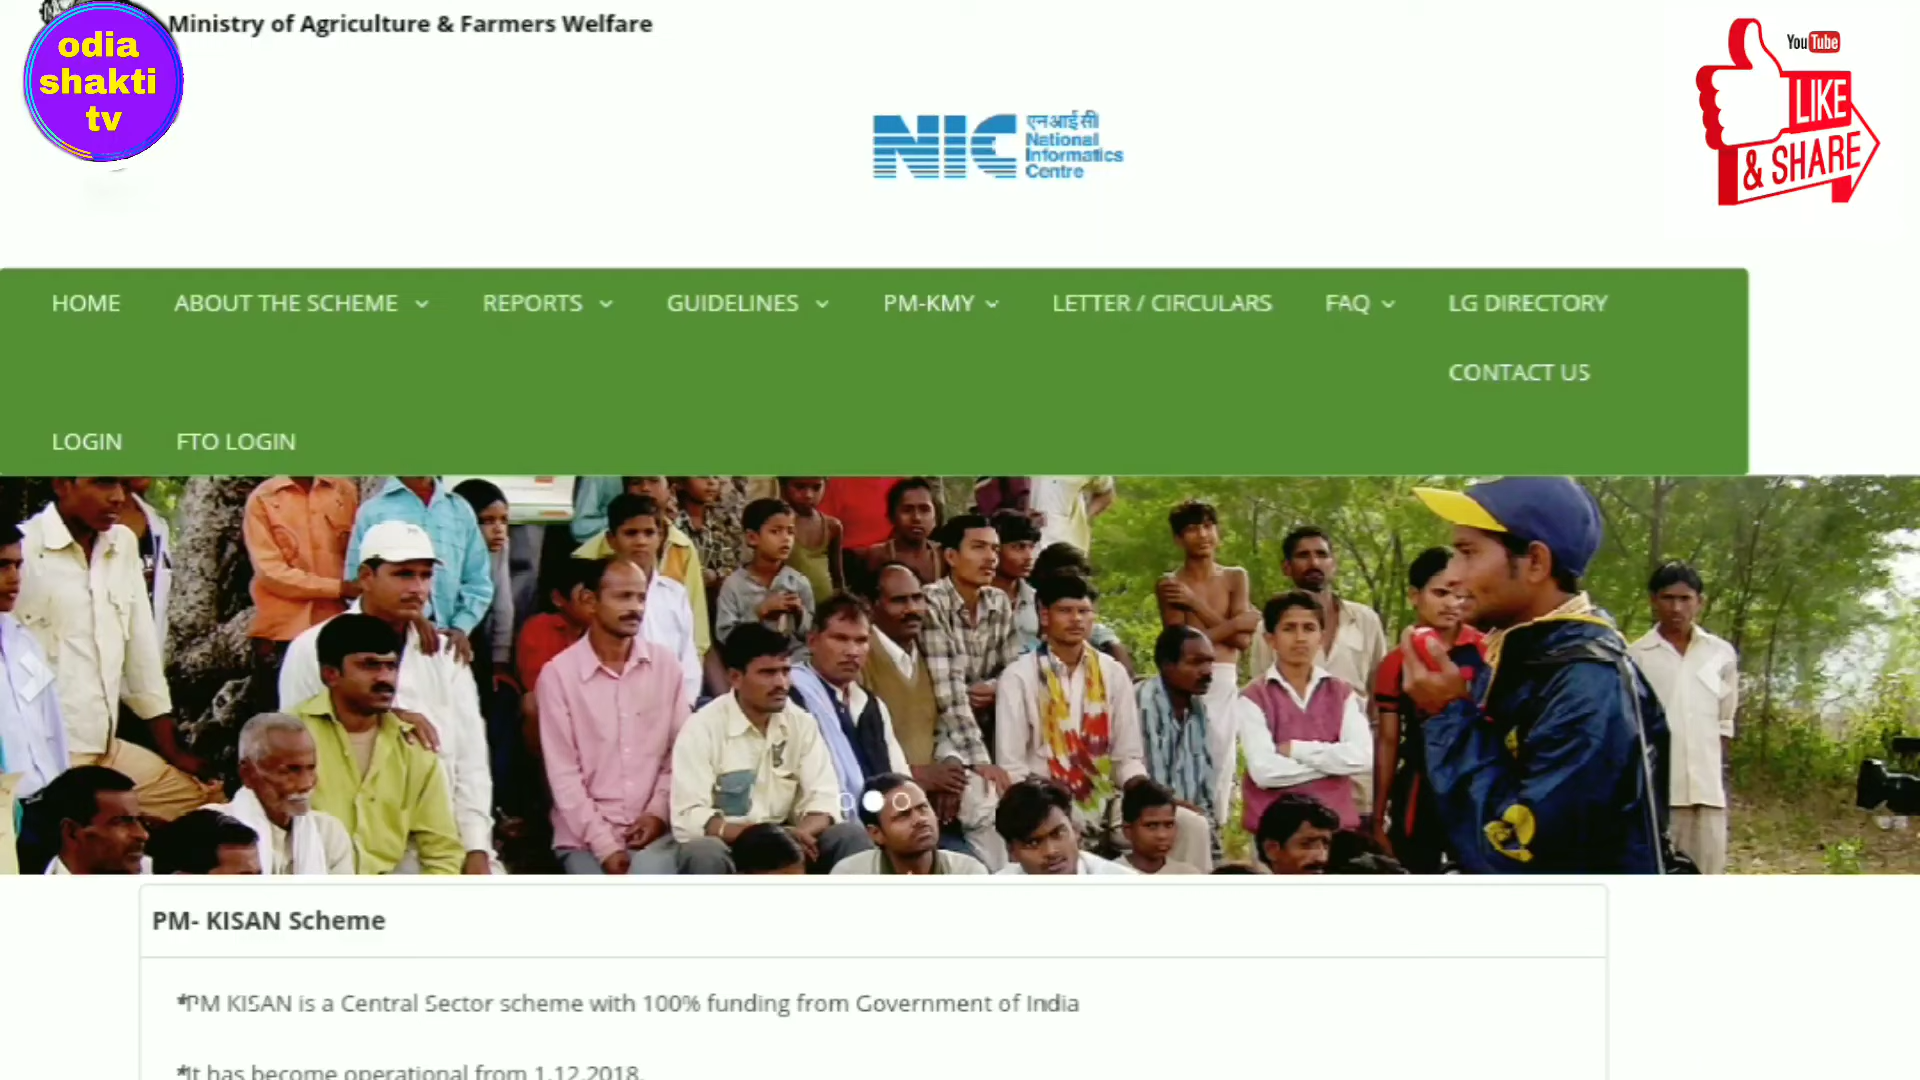 Ministry of Agriculture & Farmers Welfare
odia
shakti
tv
YouTube
LIKE
& SHARE
NIC
एनआईसी
National
Informatics
Centre
HOME ABOUT THE SCHEME REPORTS GUIDELINES PM-KMY LETTER / CIRCULARS FAQ LG DIRECTORY
CONTACT US
LOGIN FTO LOGIN
PM- KISAN Scheme
*PM KISAN is a Central Sector scheme with 100% funding from Government of India
*It has become operational from 1.12.2018.